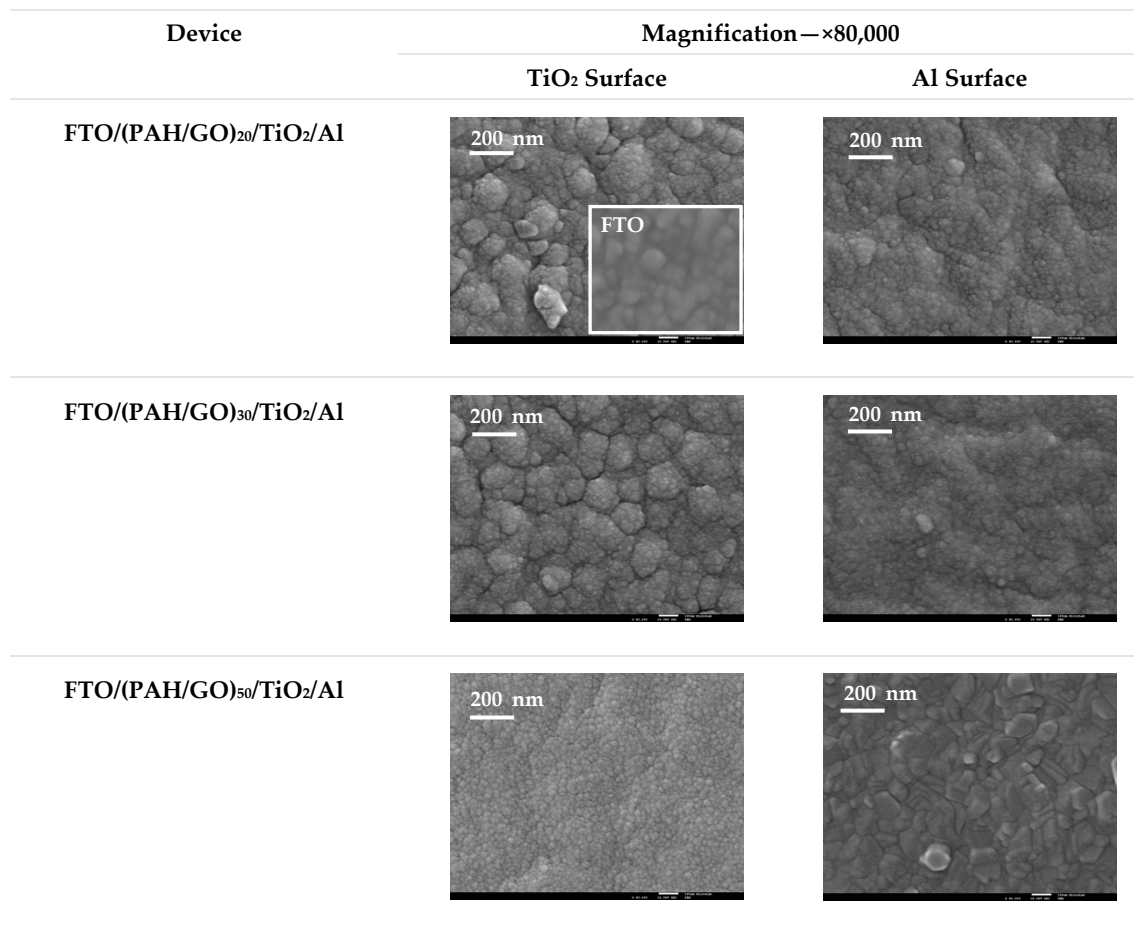 Device
Magnification—×80,000
TiO₂ Surface
Al Surface
FTO/(PAH/GO)₂₀/TiO₂/Al
200 nm
FTO
200 nm
FTO/(PAH/GO)₃₀/TiO₂/Al
200 nm
200 nm
FTO/(PAH/GO)₅₀/TiO₂/Al
200 nm
200 nm